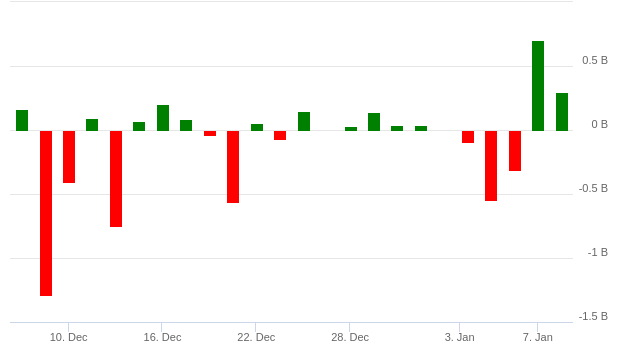 0.5 B
0 B
-0.5 B
-1 B
-1.5 B
10. Dec
16. Dec
22. Dec
28. Dec
3. Jan
7. Jan